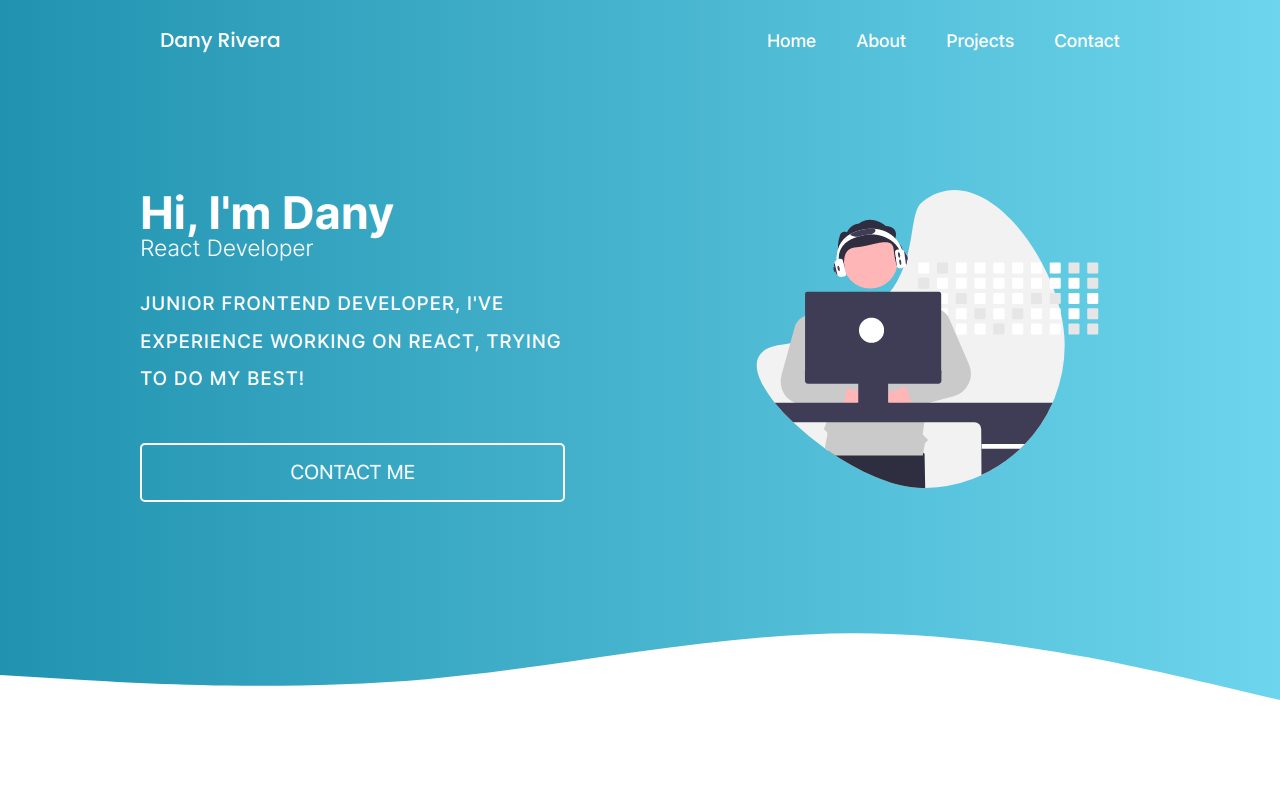 Dany Rivera
Home About Projects Contact
Hi, I'm Dany
React Developer
JUNIOR FRONTEND DEVELOPER, I'VE
EXPERIENCE WORKING ON REACT, TRYING
TO DO MY BEST!
CONTACT ME